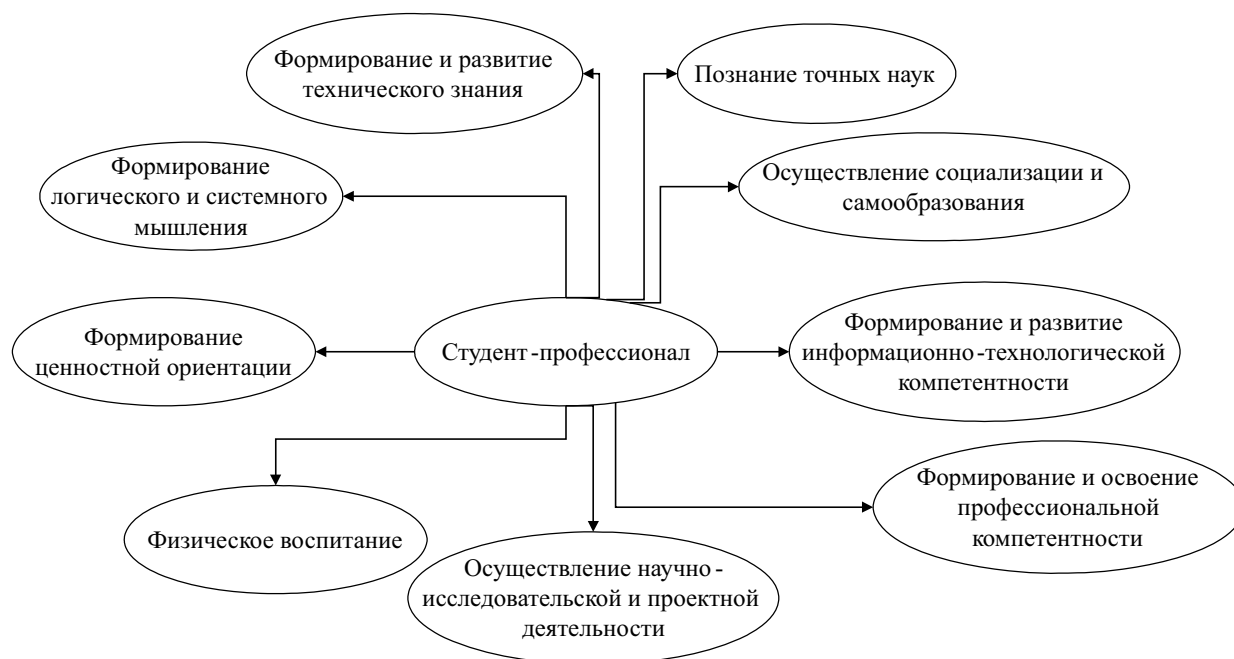 Формирование и развитие
технического знания
Познание точных наук
Формирование
логического и системного
мышления
Осуществление социализации и
самообразования
Формирование
ценностной ориентации
Студент-профессионал
Формирование и развитие
информационно-технологической
компетентности
Физическое воспитание
Осуществление научно-
исследовательской и проектной
деятельности
Формирование и освоение
профессиональной
компетентности